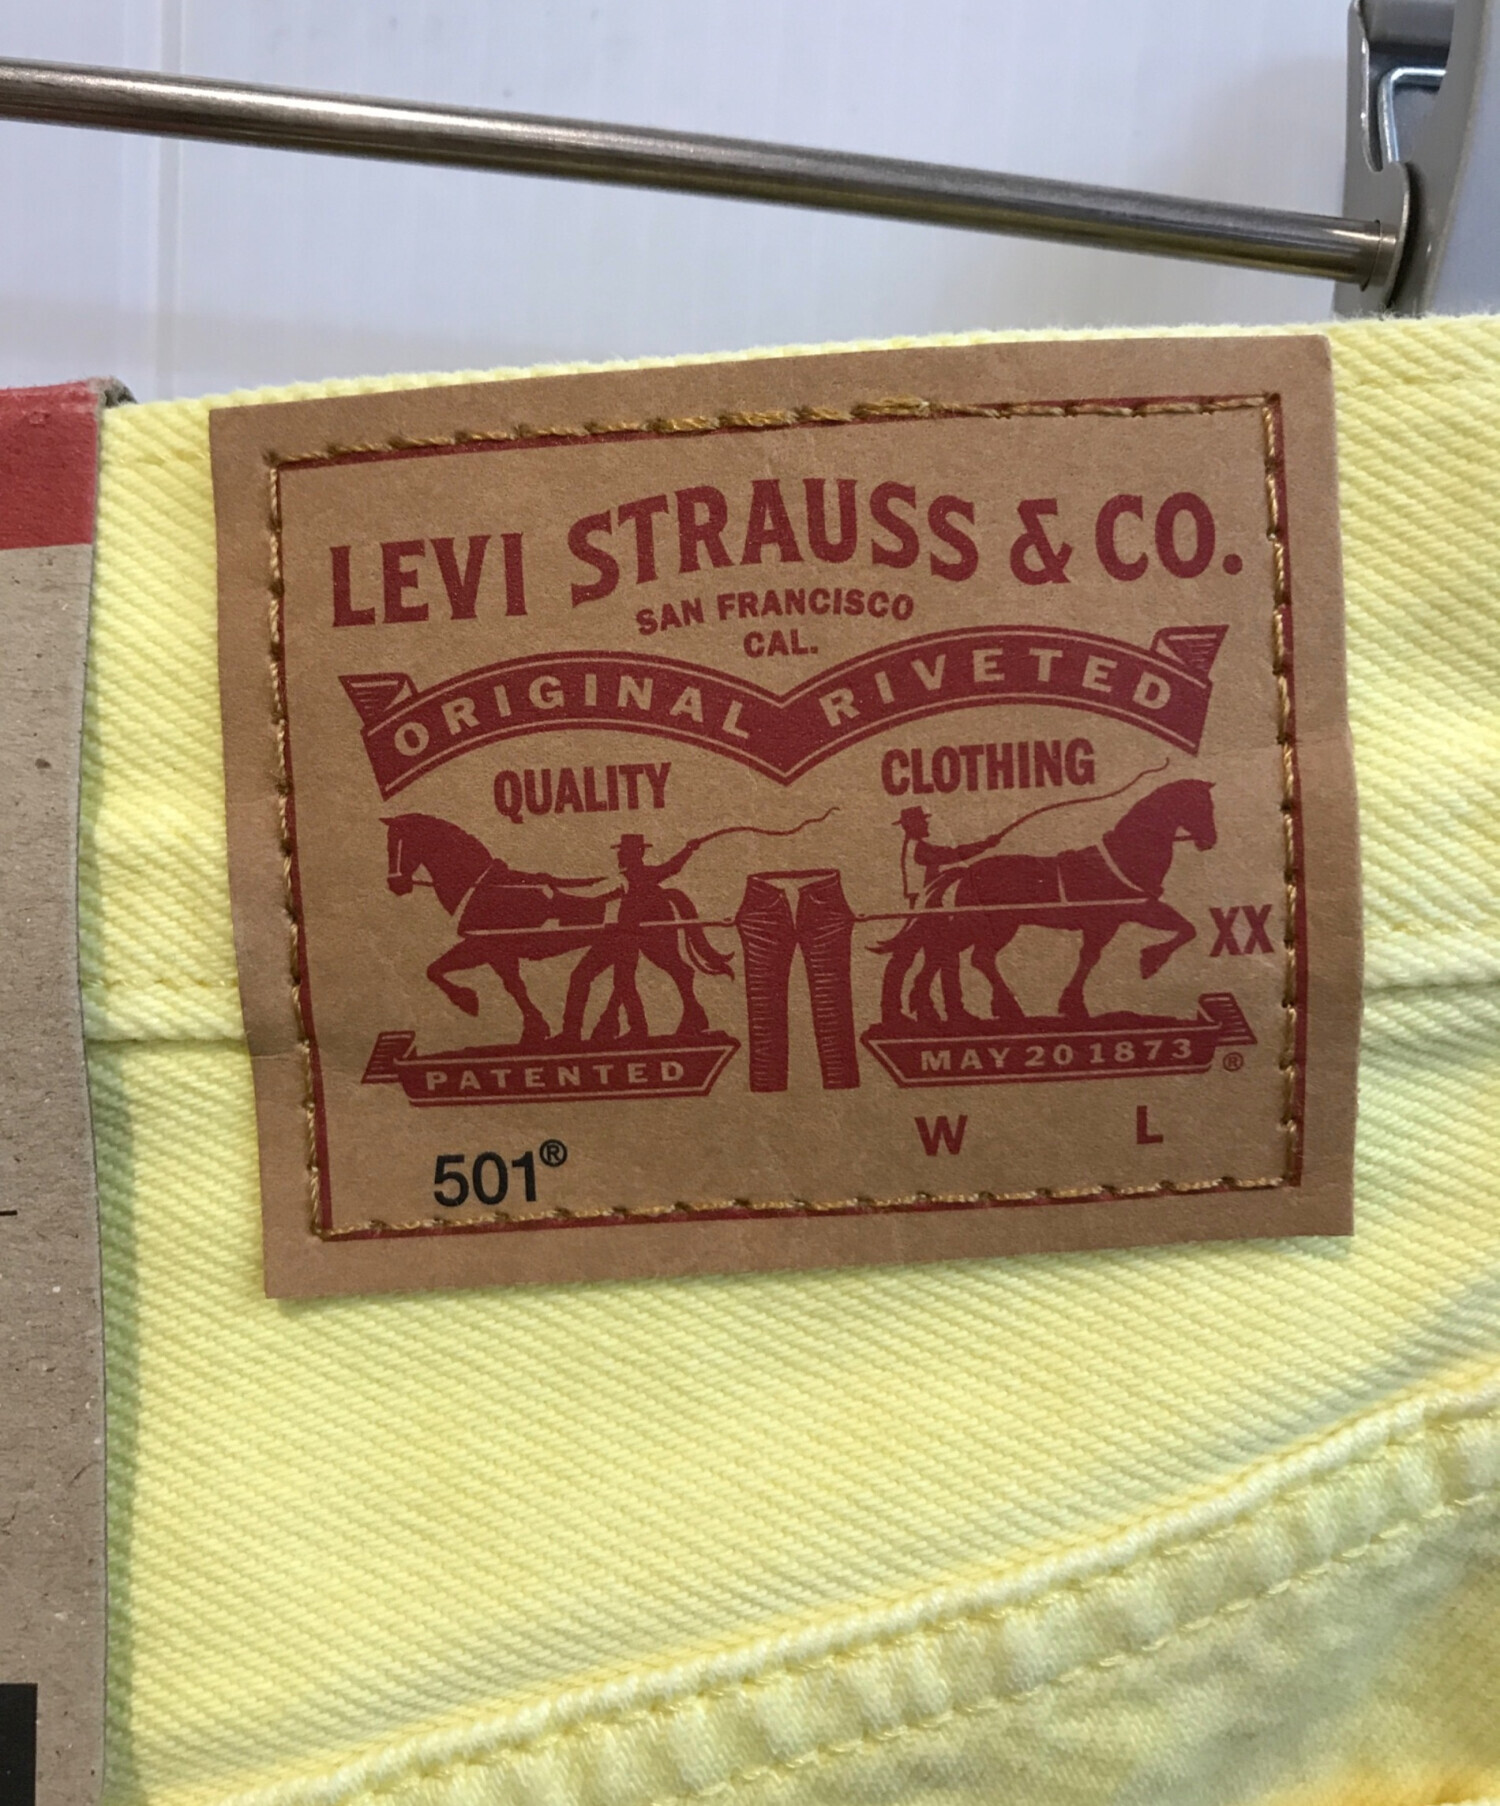 LEVI STRAUSS & CO.
SAN FRANCISCO
CAL.
ORIGINAL RIVETED
QUALITY CLOTHING
XX
PATENTED MAY 20 1873 ®
W L
501®